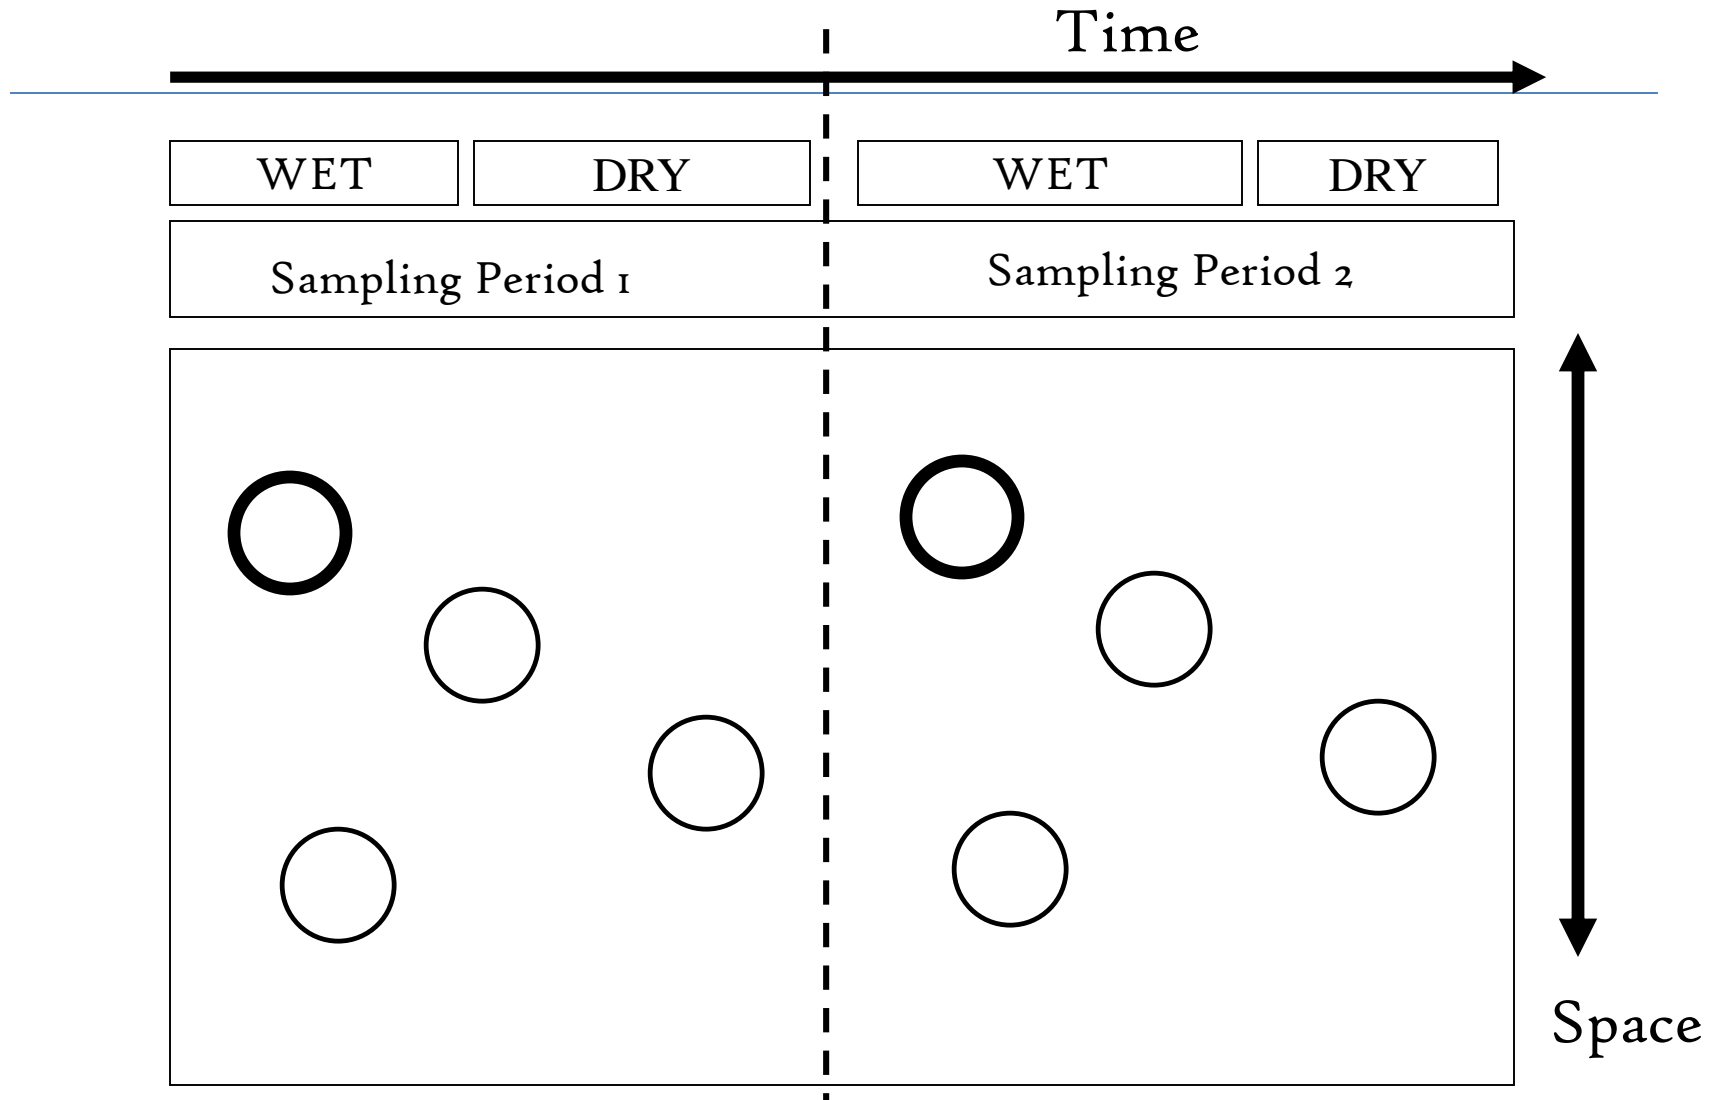 Time
WET
DRY
WET
DRY
Sampling Period 1
Sampling Period 2
Space